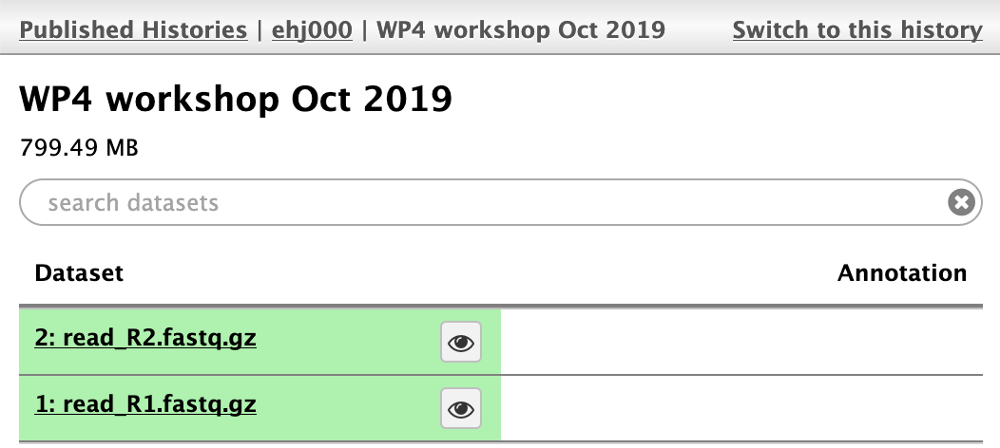 Published Histories | ehj000 | WP4 workshop Oct 2019 Switch to this history
WP4 workshop Oct 2019
799.49 MB
search datasets
Dataset Annotation
2: read_R2.fastq.gz
1: read_R1.fastq.gz